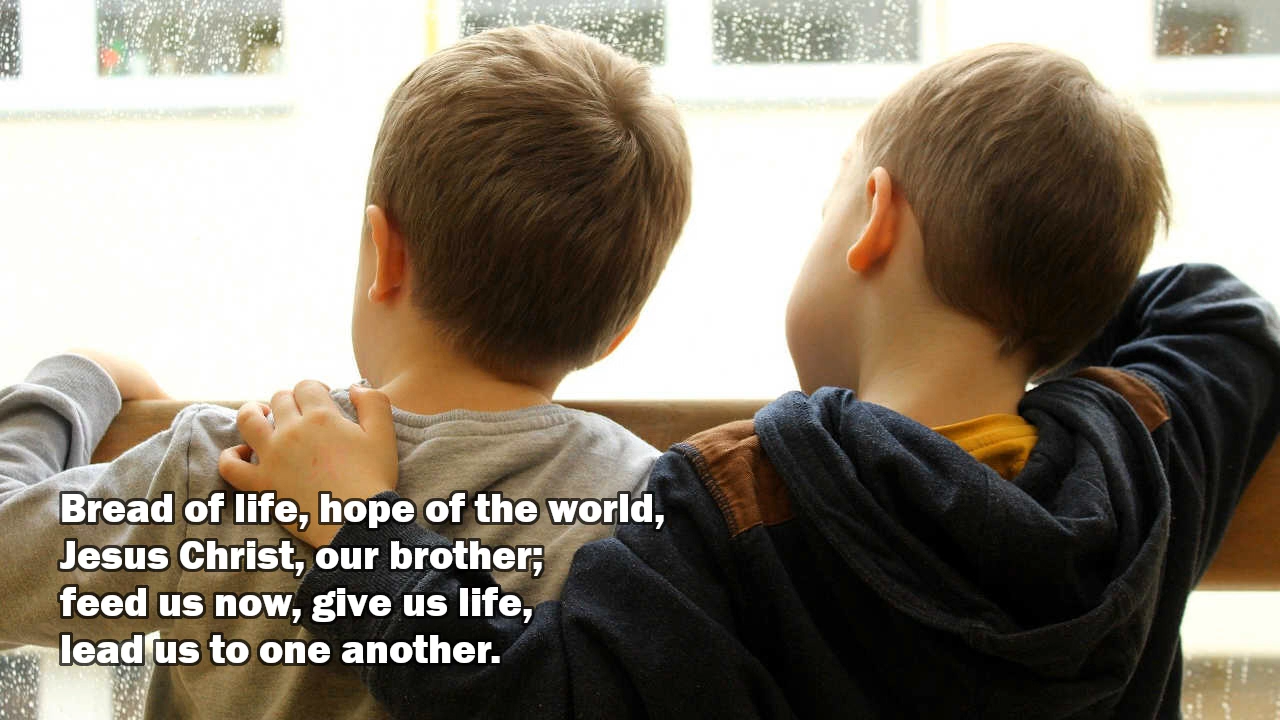 Bread of life, hope of the world,
Jesus Christ, our brother;
feed us now, give us life,
lead us to one another.